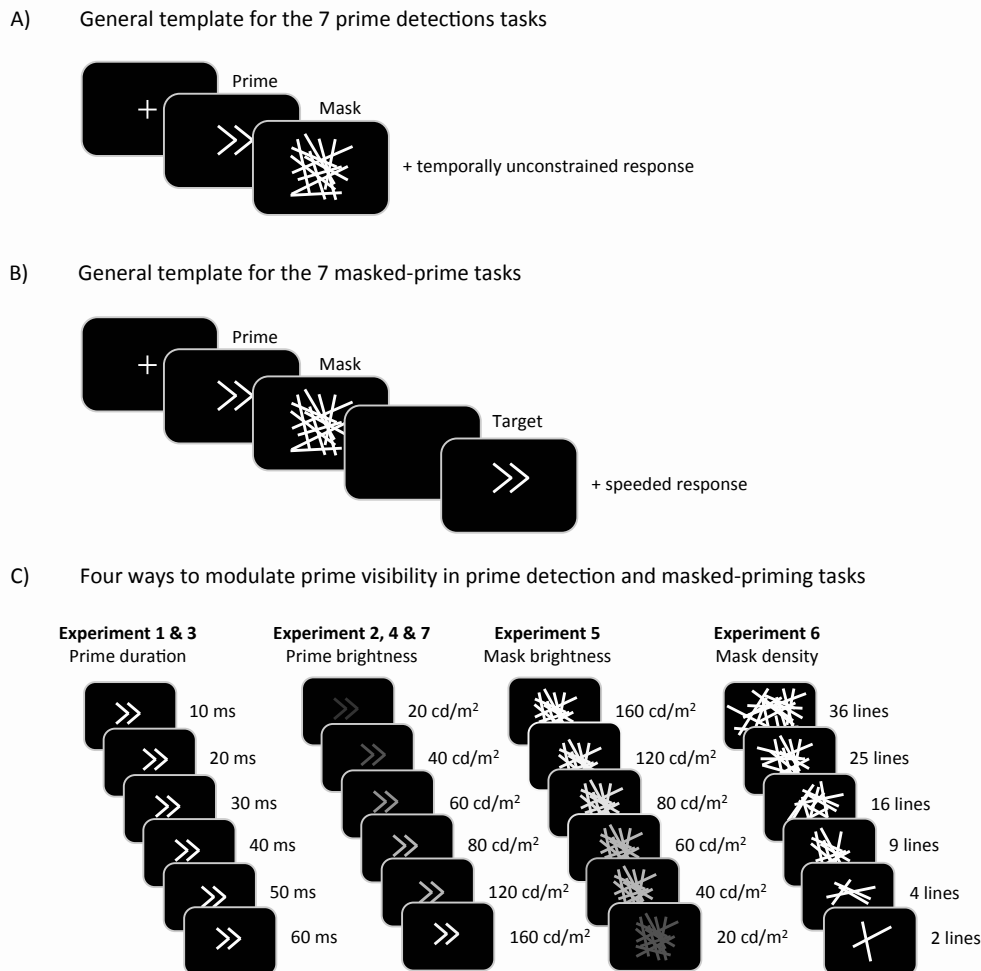 A) General template for the 7 prime detections tasks
Prime
Mask
+ temporally unconstrained response
B) General template for the 7 masked-prime tasks
Prime
Mask
Target
+ speeded response
C) Four ways to modulate prime visibility in prime detection and masked-priming tasks
Experiment 1 & 3
Prime duration
10 ms
20 ms
30 ms
40 ms
50 ms
60 ms
Experiment 2, 4 & 7
Prime brightness
20 cd/m²
40 cd/m²
60 cd/m²
80 cd/m²
120 cd/m²
160 cd/m²
Experiment 5
Mask brightness
160 cd/m²
120 cd/m²
80 cd/m²
60 cd/m²
40 cd/m²
20 cd/m²
Experiment 6
Mask density
36 lines
25 lines
16 lines
9 lines
4 lines
2 lines